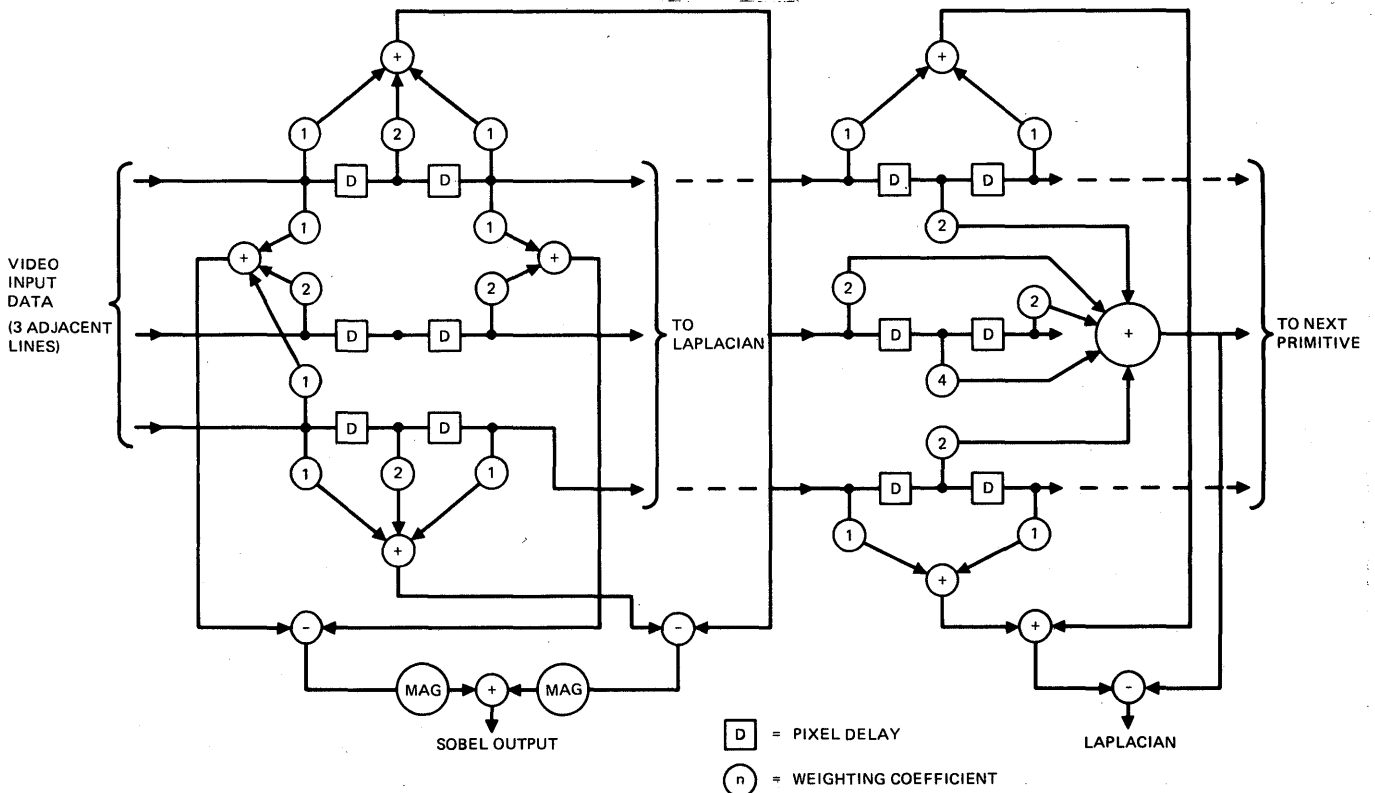 +
+
1
2
1
1
1
D
D
D
D
1
1
2
VIDEO
INPUT
DATA
(3 ADJACENT
LINES)
+
+
2
2
2
2
D
D
TO
LAPLACIAN
D
D
+
TO NEXT
PRIMITIVE
1
4
D
D
2
1
2
1
D
D
1
1
+
+
-
-
+
MAG
+
MAG
-
SOBEL OUTPUT
D
= PIXEL DELAY
LAPLACIAN
n
= WEIGHTING COEFFICIENT